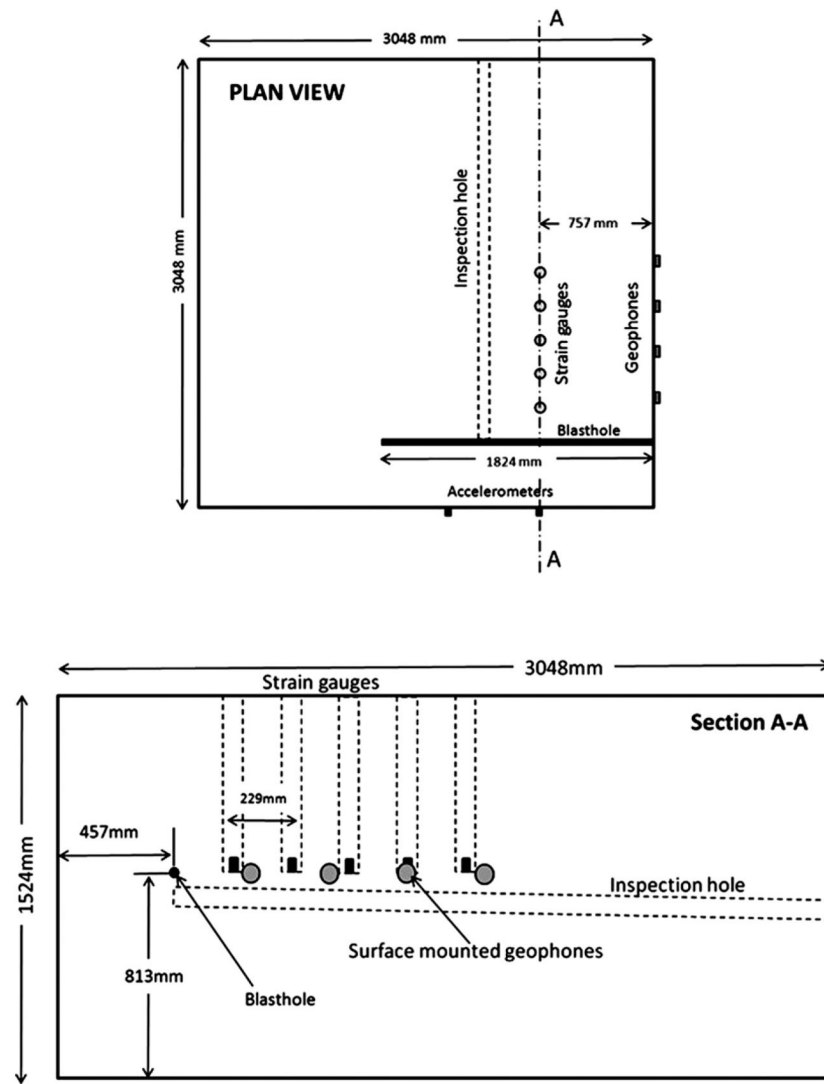 A
3048 mm
PLAN VIEW
3048 mm
Inspection hole
757 mm
Strain gauges
Geophones
Blasthole
1824 mm
Accelerometers
A
3048mm
Strain gauges
Section A-A
1524mm
457mm
229mm
Inspection hole
813mm
Surface mounted geophones
Blasthole